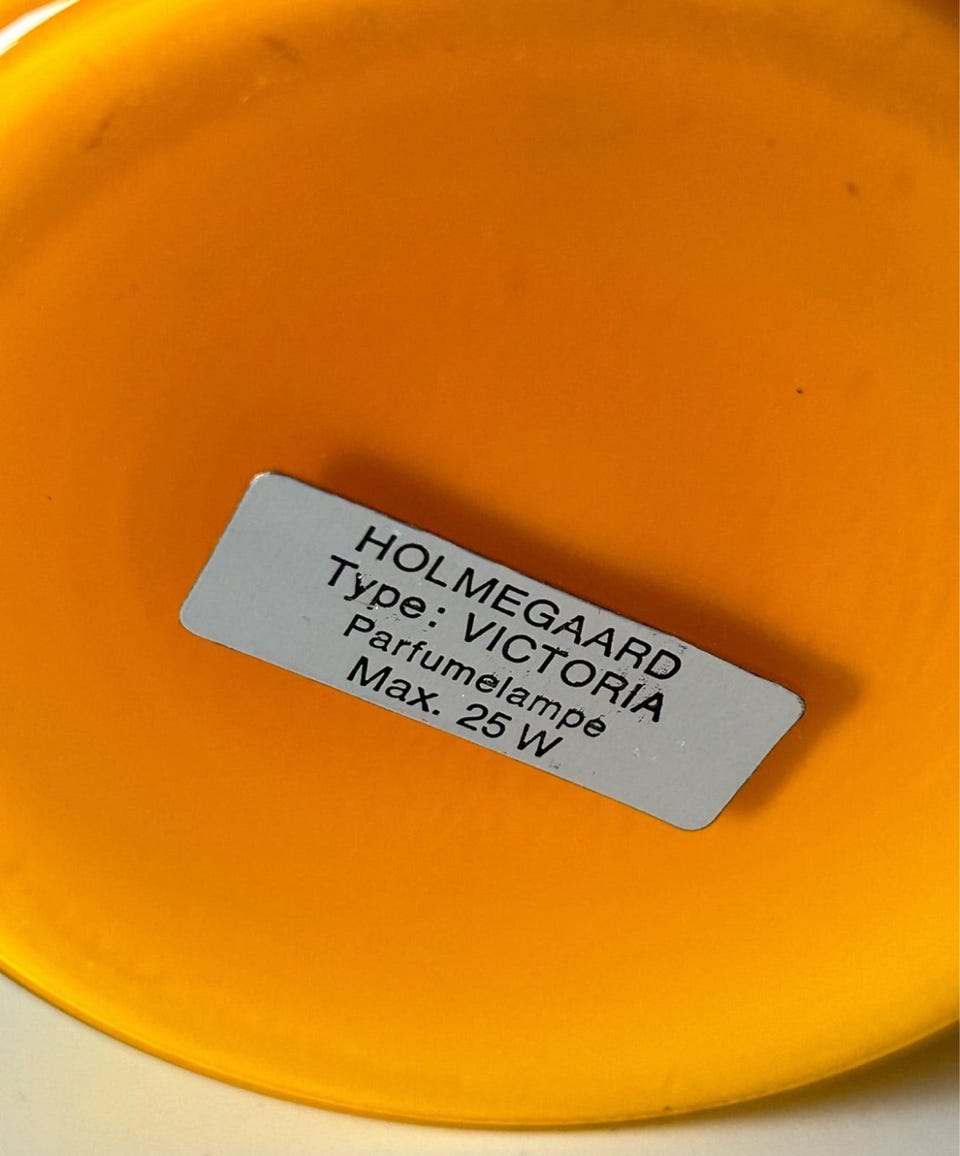 HOLMEGAARD
Type: VICTORIA
Parfumelampe
Max. 25 W